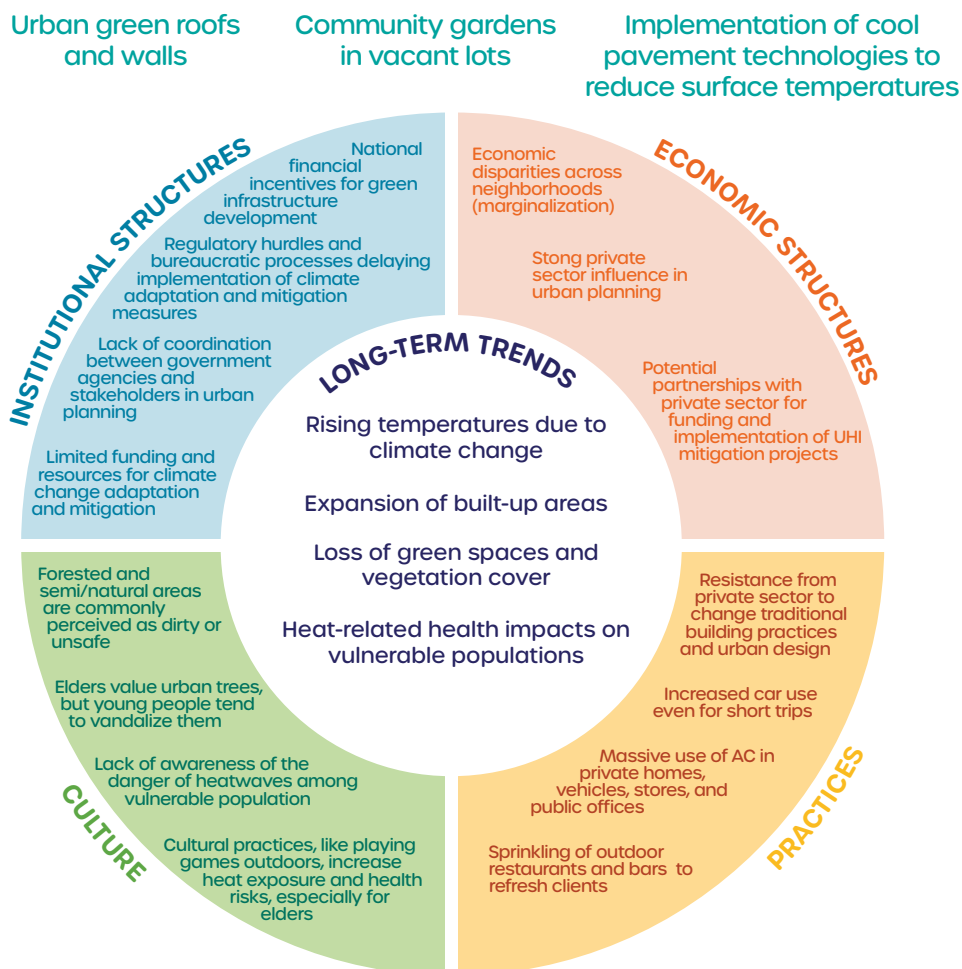 Urban green roofs
and walls
Community gardens
in vacant lots
Implementation of cool
pavement technologies to
reduce surface temperatures
INSTITUTIONAL STRUCTURES
National
financial
incentives for green
infrastructure
development
Regulatory hurdles and
bureaucratic processes delaying
implementation of climate
adaptation and mitigation
measures
Lack of coordination
between government
agencies and
stakeholders in urban
planning
Limited funding and
resources for climate
change adaptation
and mitigation
ECONOMIC STRUCTURES
Economic
disparities across
neighborhoods
(marginalization)
Stong private
sector influence in
urban planning
Potential
partnerships with
private sector for
funding and
implementation of UHI
mitigation projects
LONG-TERM TRENDS
Rising temperatures due to
climate change
Expansion of built-up areas
Loss of green spaces and
vegetation cover
Heat-related health impacts on
vulnerable populations
CULTURE
Forested and
semi/natural areas
are commonly
perceived as dirty or
unsafe
Elders value urban trees,
but young people tend
to vandalize them
Lack of awareness of the
danger of heatwaves among
vulnerable population
Cultural practices, like playing
games outdoors, increase
heat exposure and health
risks, especially for
elders
PRACTICES
Resistance from
private sector to
change traditional
building practices
and urban design
Increased car use
even for short trips
Massive use of AC in
private homes,
vehicles, stores, and
public offices
Sprinkling of outdoor
restaurants and bars to
refresh clients